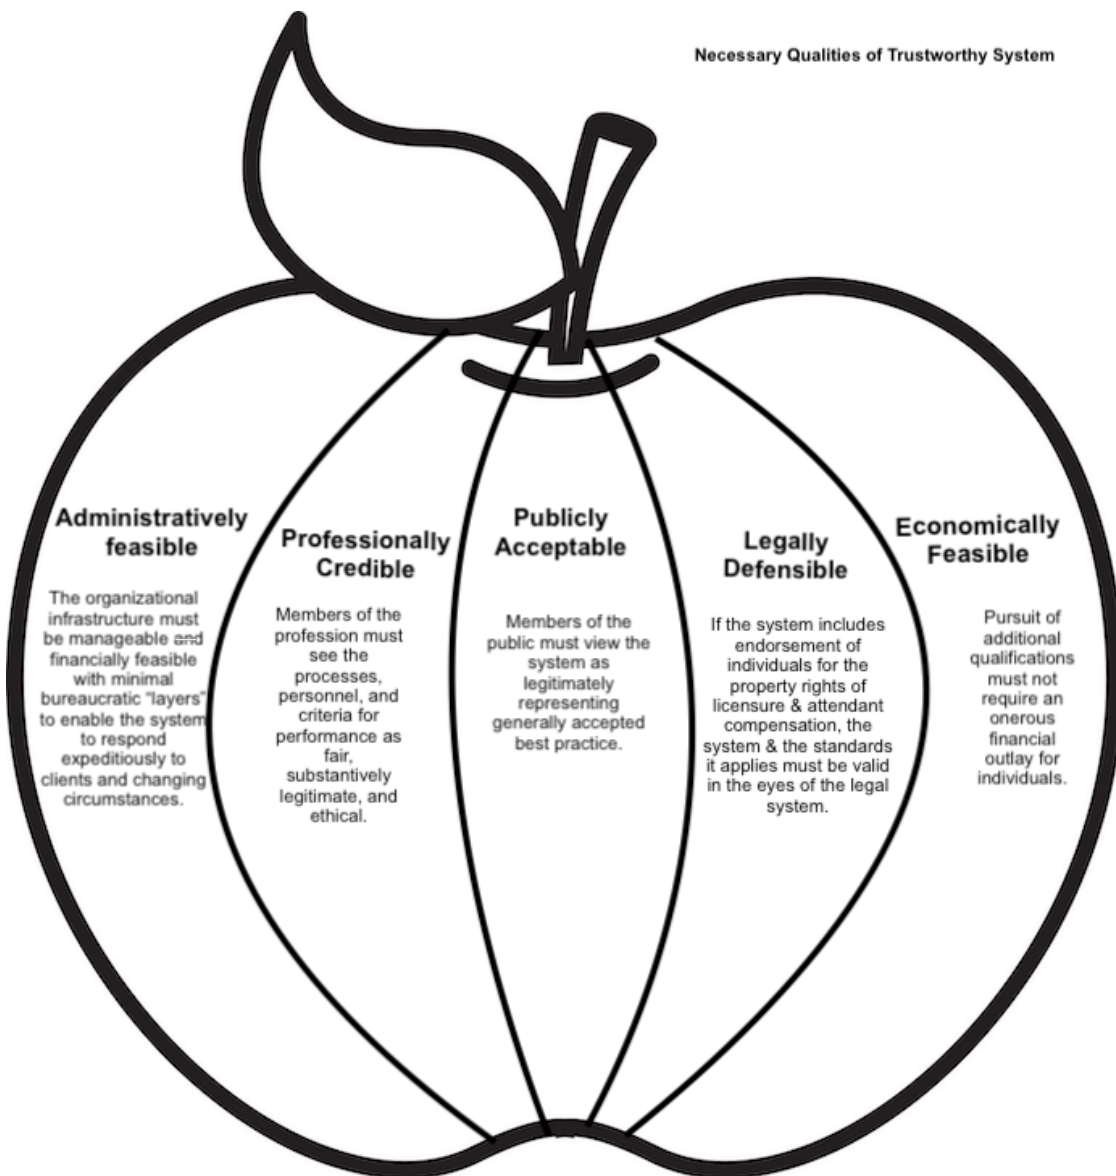 Necessary Qualities of Trustworthy System
Administratively
feasible
The organizational
infrastructure must
be manageable and
financially feasible
with minimal
bureaucratic “layers”
to enable the system
to respond
expeditiously to
clients and changing
circumstances.
Professionally
Credible
Members of the
profession must
see the
processes,
personnel, and
criteria for
performance as
fair,
substantively
legitimate, and
ethical.
Publicly
Acceptable
Members of the
public must view the
system as
legitimately
representing
generally accepted
best practice.
Legally
Defensible
If the system includes
endorsement of
individuals for the
property rights of
licensure & attendant
compensation, the
system & the standards
it applies must be valid
in the eyes of the legal
system.
Economically
Feasible
Pursuit of
additional
qualifications
must not
require an
onerous
financial
outlay for
individuals.